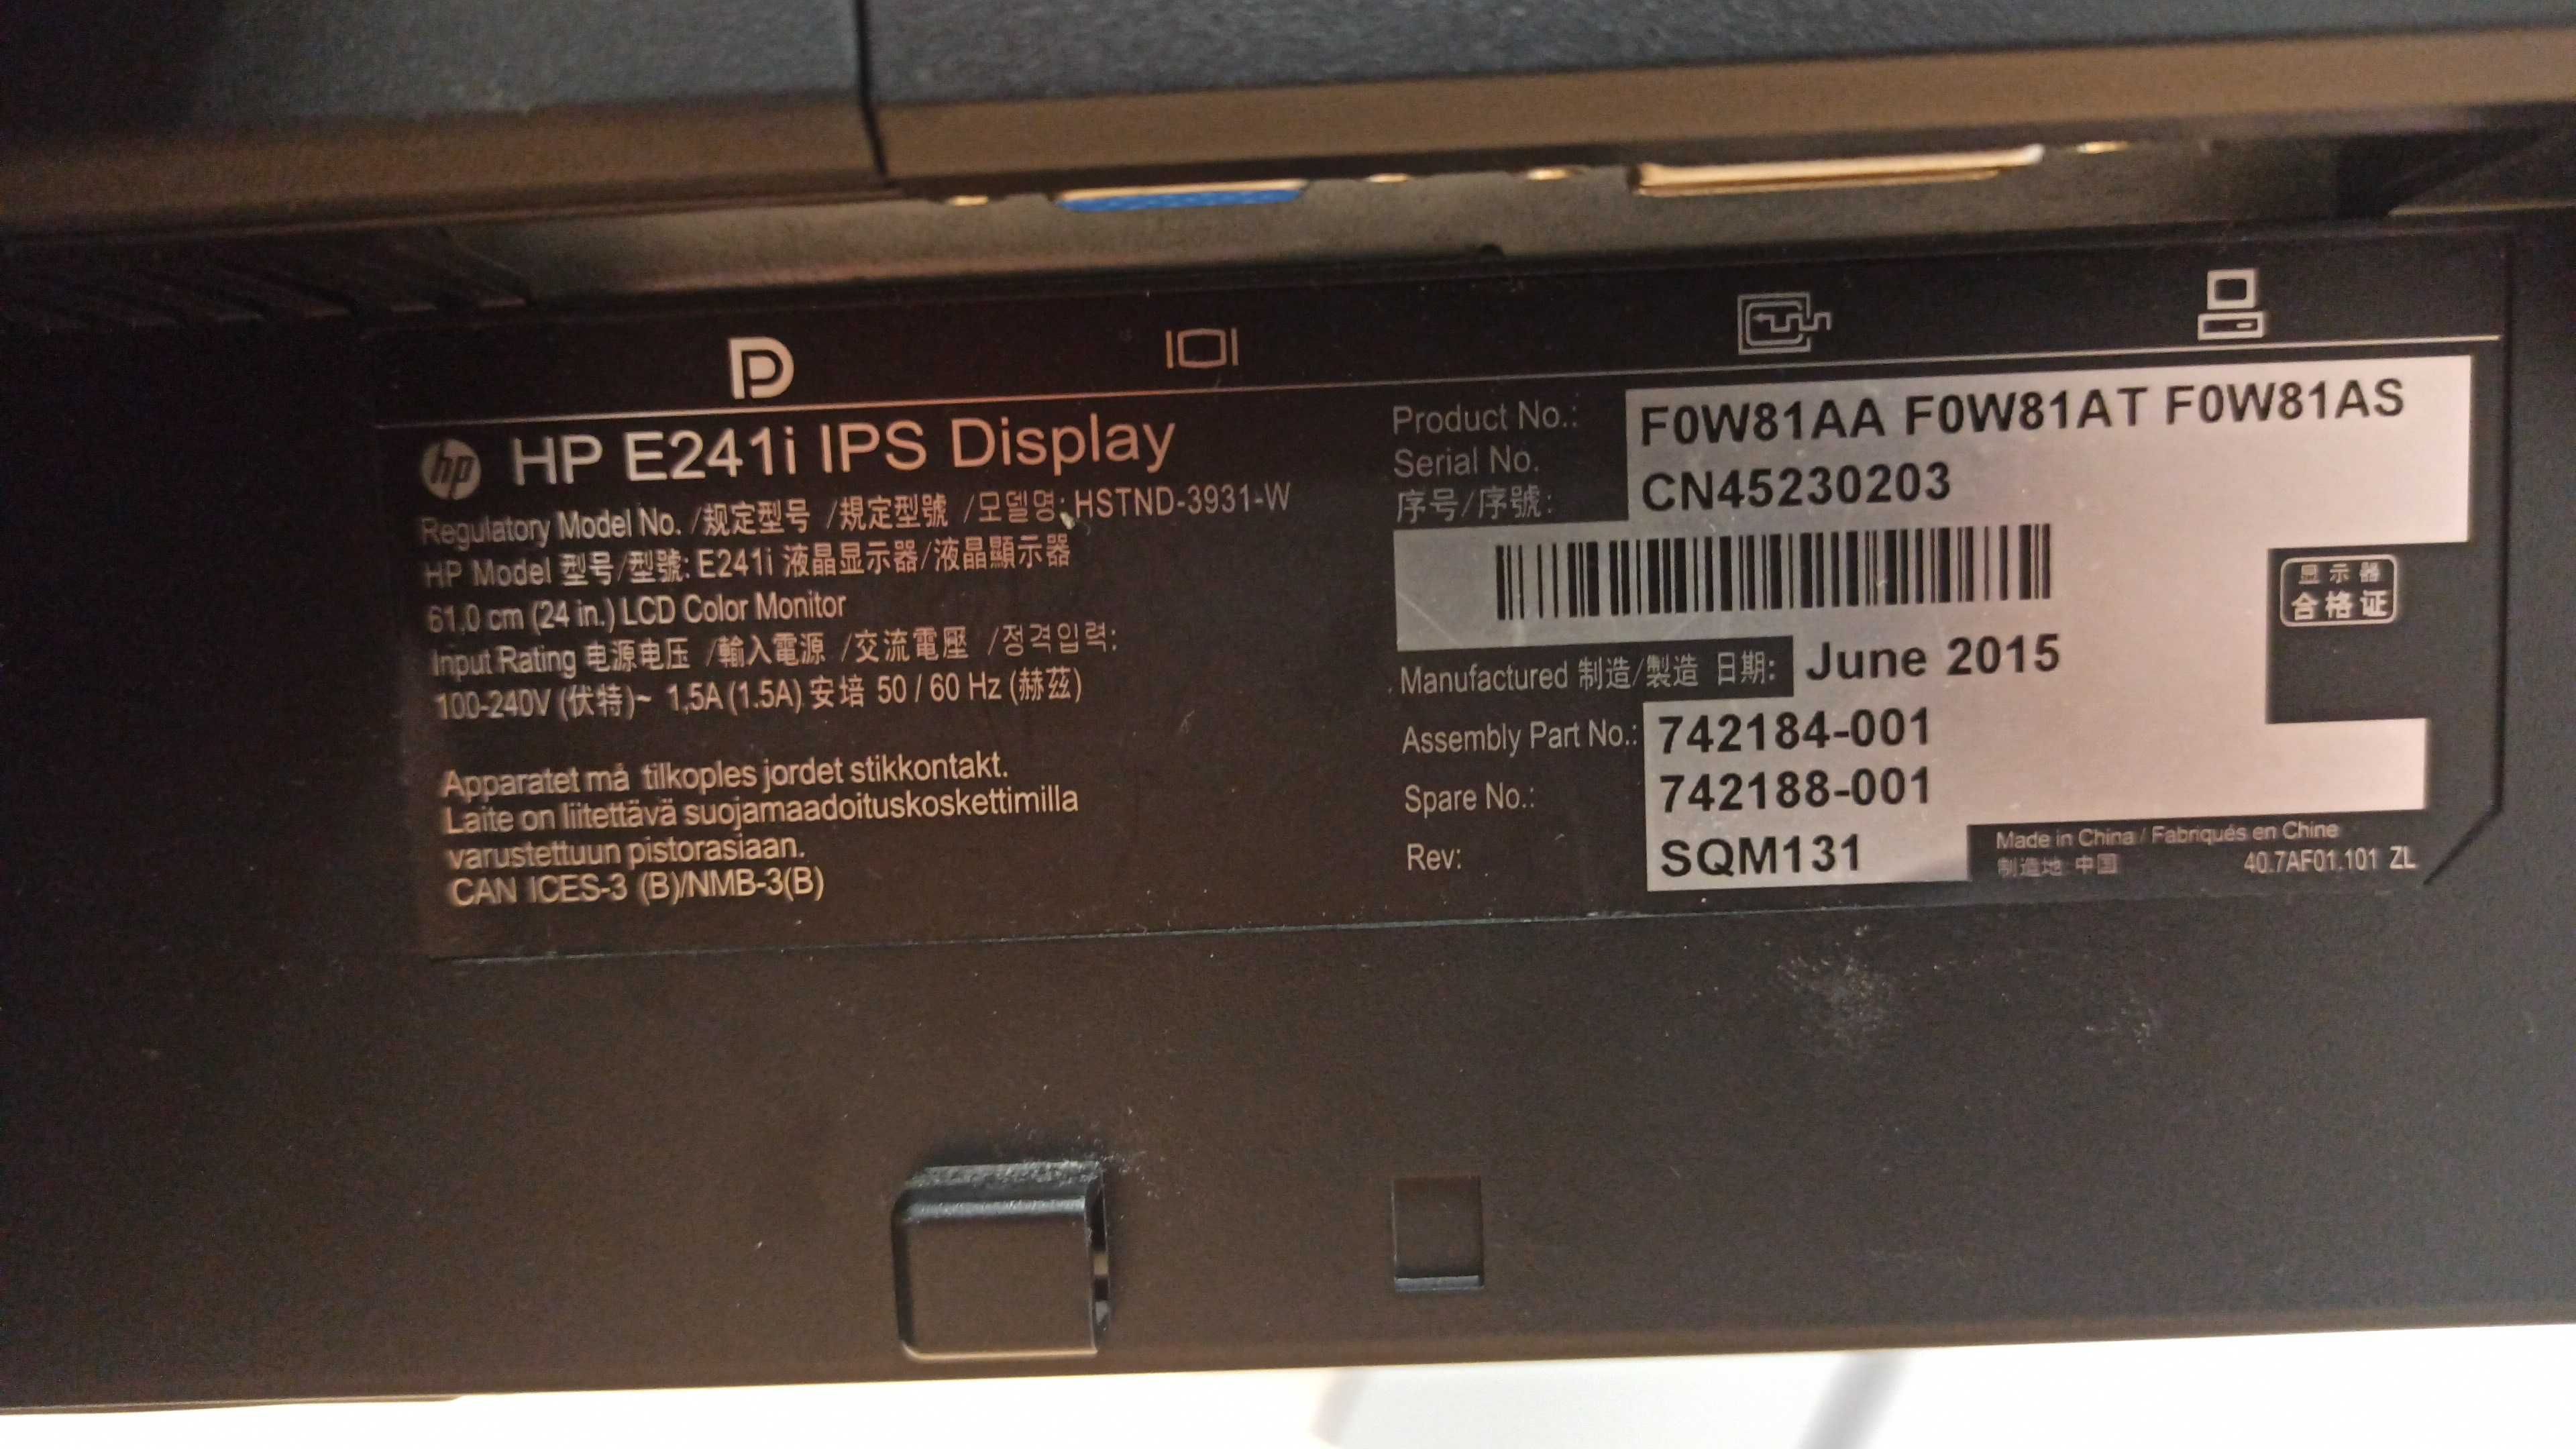 hp HP E241i IPS Display
Regulatory Model No. /规定型号 /規定型號 /모델명: HSTND-3931-W
HP Model 型号/型號: E241i 液晶显示器/液晶顯示器
61,0 cm (24 in.) LCD Color Monitor
Input Rating 电源电压 /輸入電源 /交流電壓 /정격입력:
100-240V (伏特)~ 1,5A (1.5A) 安培 50 / 60 Hz (赫茲)
Apparatet må tilkoples jordet stikkontakt.
Laite on liitettävä suojamaadoituskoskettimilla
varustettuun pistorasiaan.
CAN ICES-3 (B)/NMB-3(B)
Product No.: F0W81AA F0W81AT F0W81AS
Serial No.
序号/序號: CN45230203
显示器
合格证
Manufactured 制造/製造 日期: June 2015
Assembly Part No.: 742184-001
Spare No.: 742188-001
Rev: SQM131
Made in China / Fabriqués en Chine
制造地 中国 40.7AF01.101 ZL